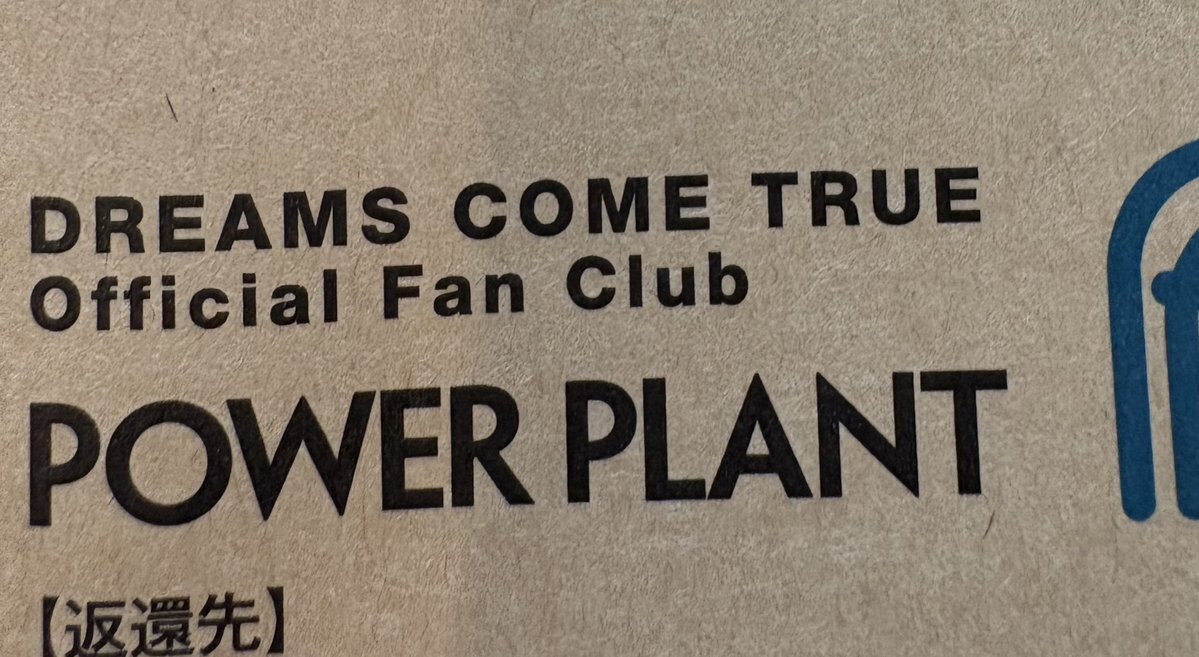 DREAMS COME TRUE
Official Fan Club
POWER PLANT
【返還先】